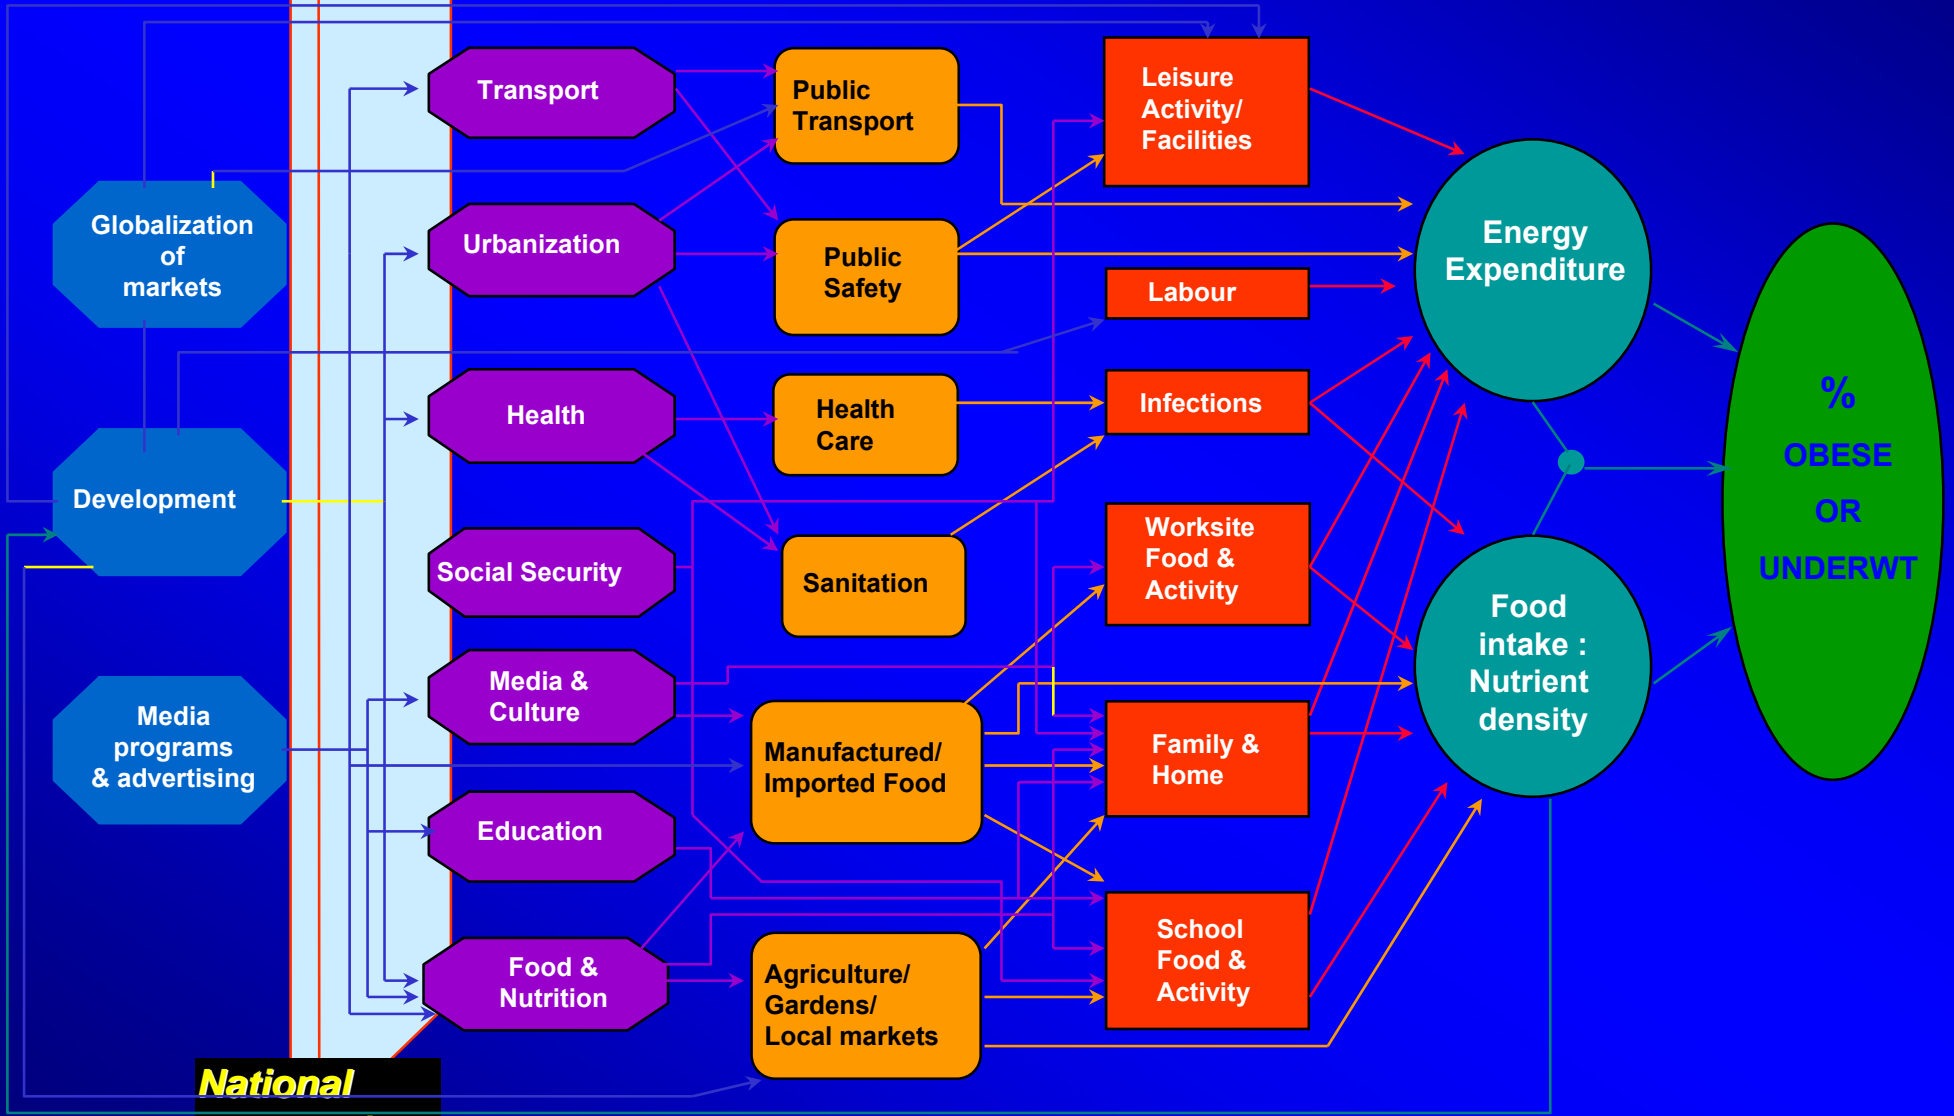 Globalization
of
markets
Development
Media
programs
& advertising
National
Transport
Urbanization
Health
Social Security
Media &
Culture
Education
Food &
Nutrition
Public
Transport
Public
Safety
Health
Care
Sanitation
Manufactured/
Imported Food
Agriculture/
Gardens/
Local markets
Leisure
Activity/
Facilities
Labour
Infections
Worksite
Food &
Activity
Family &
Home
School
Food &
Activity
Energy
Expenditure
Food
intake :
Nutrient
density
%
OBESE
OR
UNDERWT